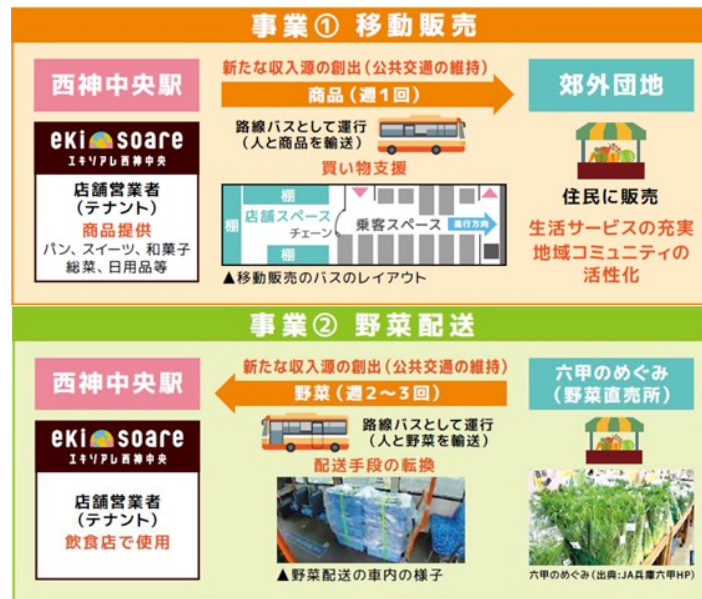 事業① 移動販売
西神中央駅
新たな収入源の創出(公共交通の維持)
商品(週1回)
郊外団地
eki soare
エキソアレ西神中央
路線バスとして運行
(人と商品を輸送)
買い物支援
店舗営業者
(テナント)
商品提供
パン、スイーツ、和菓子
総菜、日用品等
棚
棚
店舗スペース
チェーン
棚
乗客スペース
進行方向
▲移動販売のバスのレイアウト
住民に販売
生活サービスの充実
地域コミュニティの
活性化
事業② 野菜配送
西神中央駅
新たな収入源の創出(公共交通の維持)
野菜(週2~3回)
六甲のめぐみ
(野菜直売所)
eki soare
エキソアレ西神中央
路線バスとして運行
(人と野菜を輸送)
配送手段の転換
店舗営業者
(テナント)
飲食店で使用
▲野菜配送の車内の様子
六甲のめぐみ(出典:JA兵庫六甲HP)